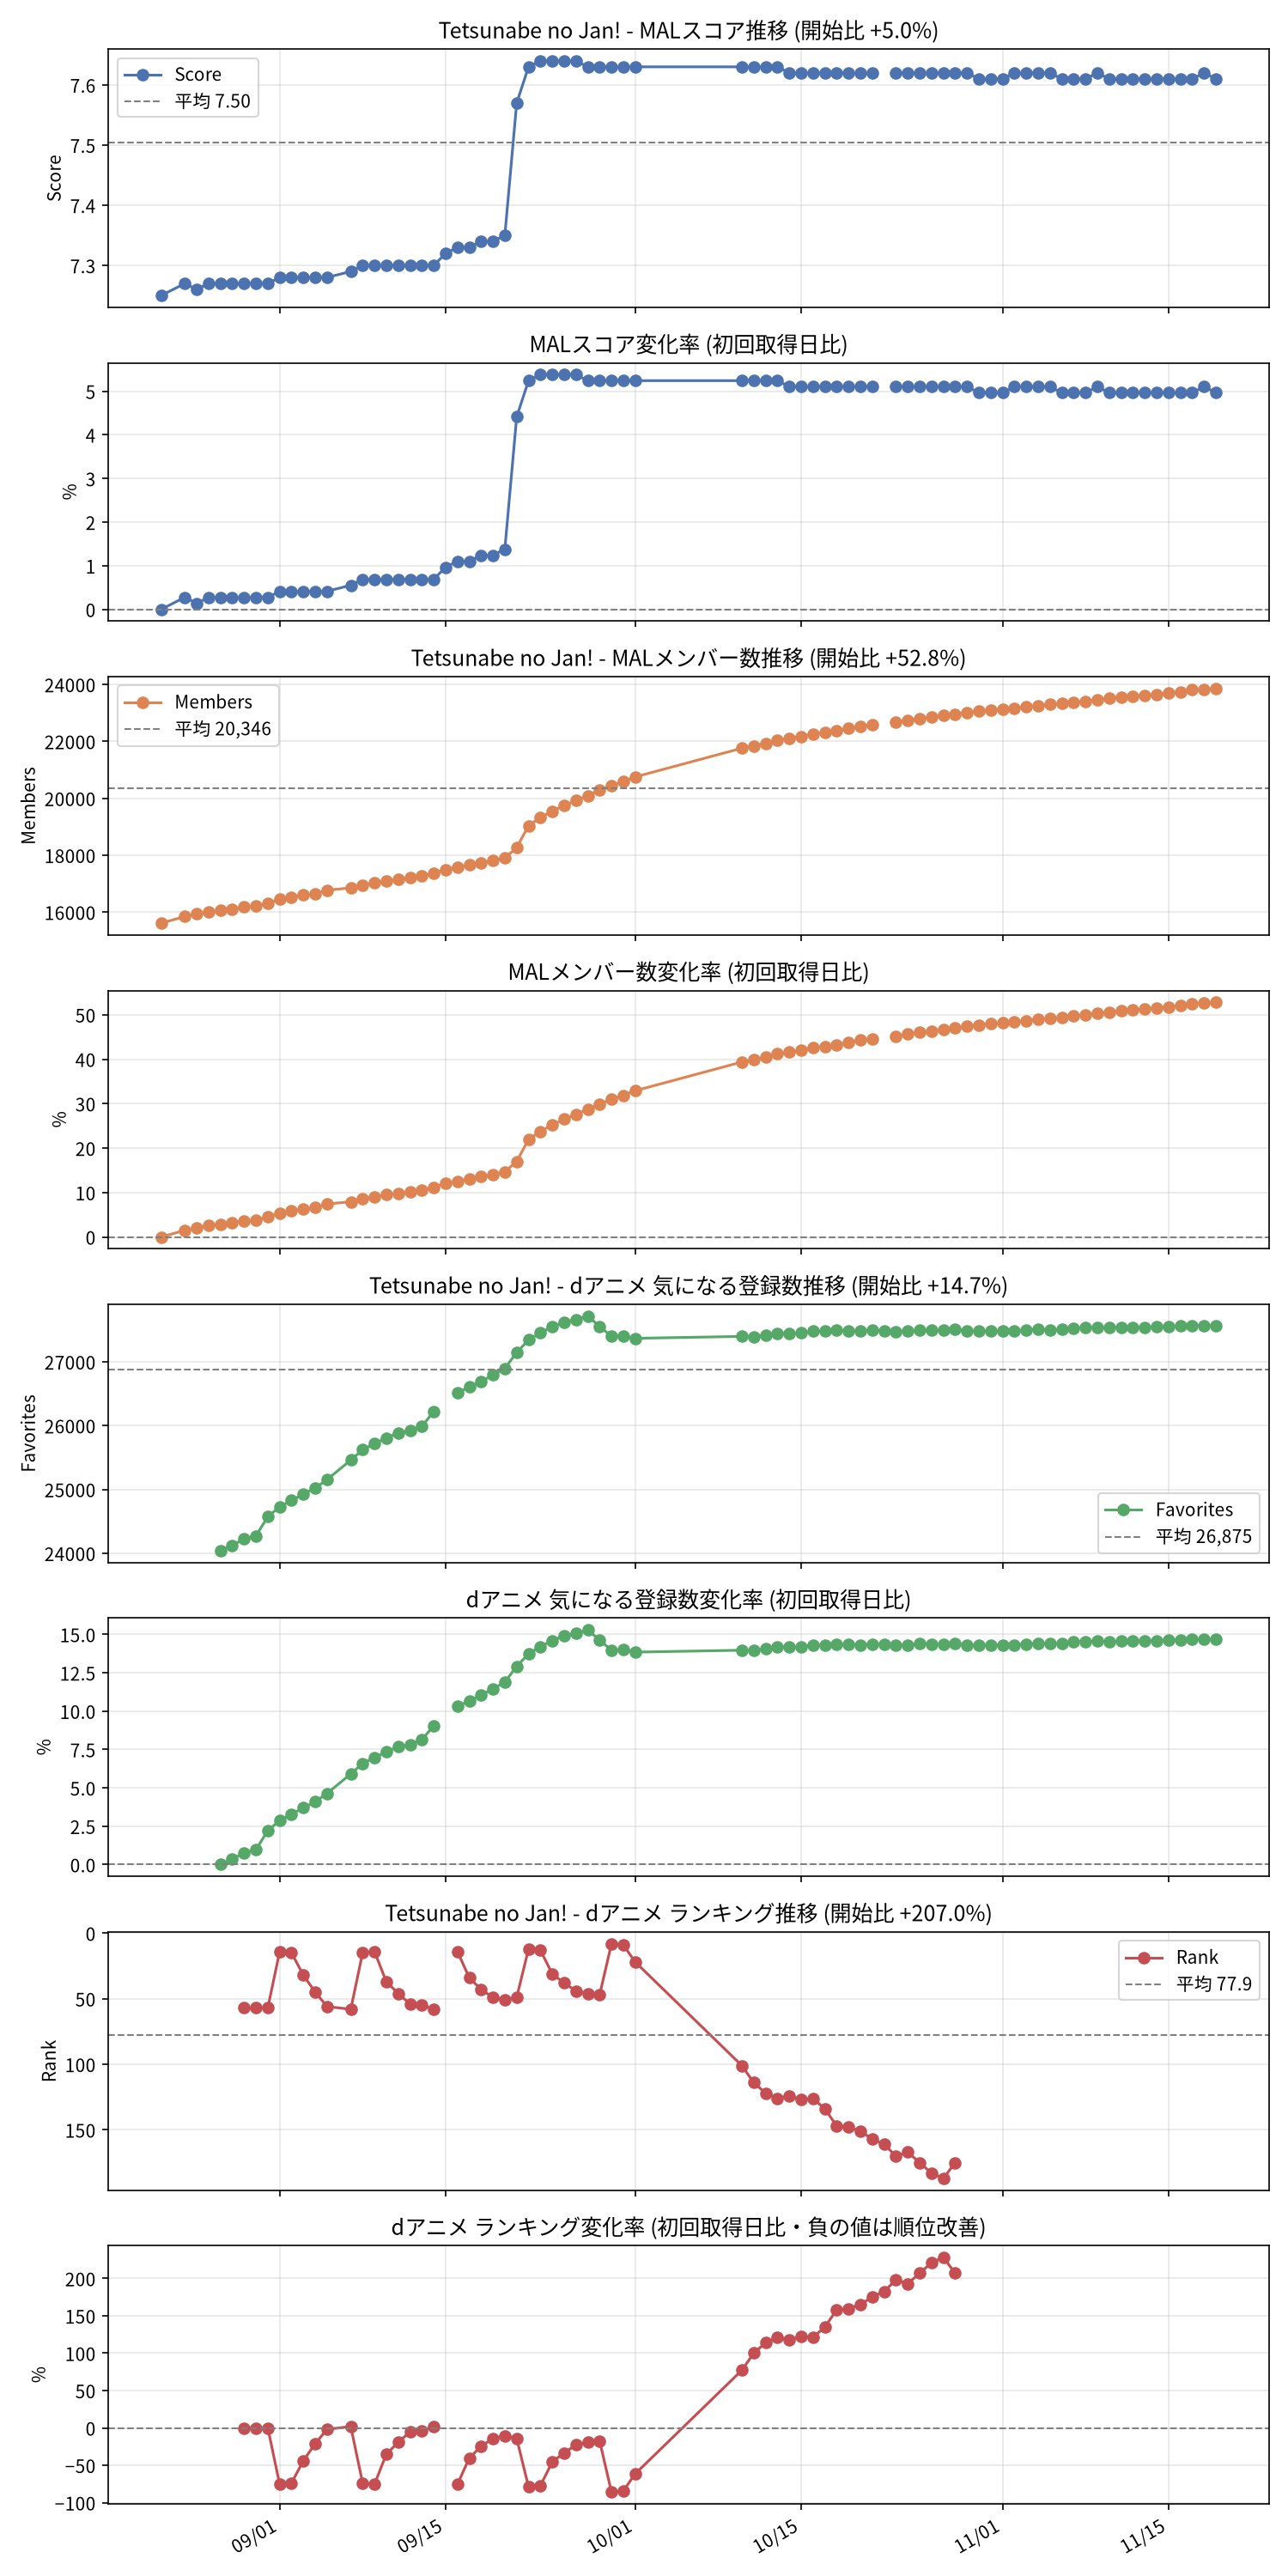 Tetsunabe no Jan! - MALスコア推移 (開始比 +5.0%)
Score
平均 7.50
Score
7.6
7.5
7.4
7.3
MALスコア変化率 (初回取得日比)
%
5
4
3
2
1
0
Tetsunabe no Jan! - MALメンバー数推移 (開始比 +52.8%)
Members
平均 20,346
Members
24000
22000
20000
18000
16000
MALメンバー数変化率 (初回取得日比)
%
50
40
30
20
10
0
Tetsunabe no Jan! - dアニメ 気になる登録数推移 (開始比 +14.7%)
Favorites
27000
26000
25000
24000
Favorites
平均 26,875
dアニメ 気になる登録数変化率 (初回取得日比)
%
15.0
12.5
10.0
7.5
5.0
2.5
0.0
Tetsunabe no Jan! - dアニメ ランキング推移 (開始比 +207.0%)
Rank
平均 77.9
Rank
0
50
100
150
dアニメ ランキング変化率 (初回取得日比・負の値は順位改善)
%
200
150
100
50
0
−50
−100
09/01
09/15
10/01
10/15
11/01
11/15